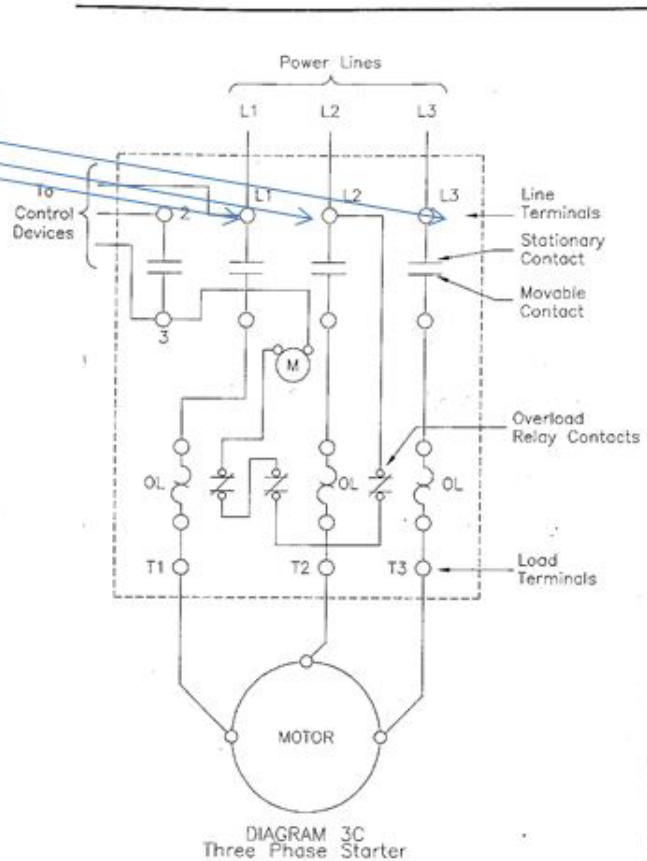 Power Lines
L1 L2 L3
L1 L2 L3
Line
Terminals
To
Control
Devices
2
Stationary
Contact
Movable
Contact
3
M
Overload
Relay Contacts
OL OL OL
T1 T2 T3
Load
Terminals
MOTOR
DIAGRAM 3C
Three Phase Starter